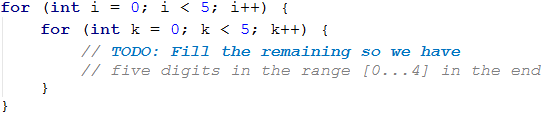 for (int i = 0; i < 5; i++) {
    for (int k = 0; k < 5; k++) {
        // TODO: Fill the remaining so we have
        // five digits in the range [0...4] in the end
    }
}